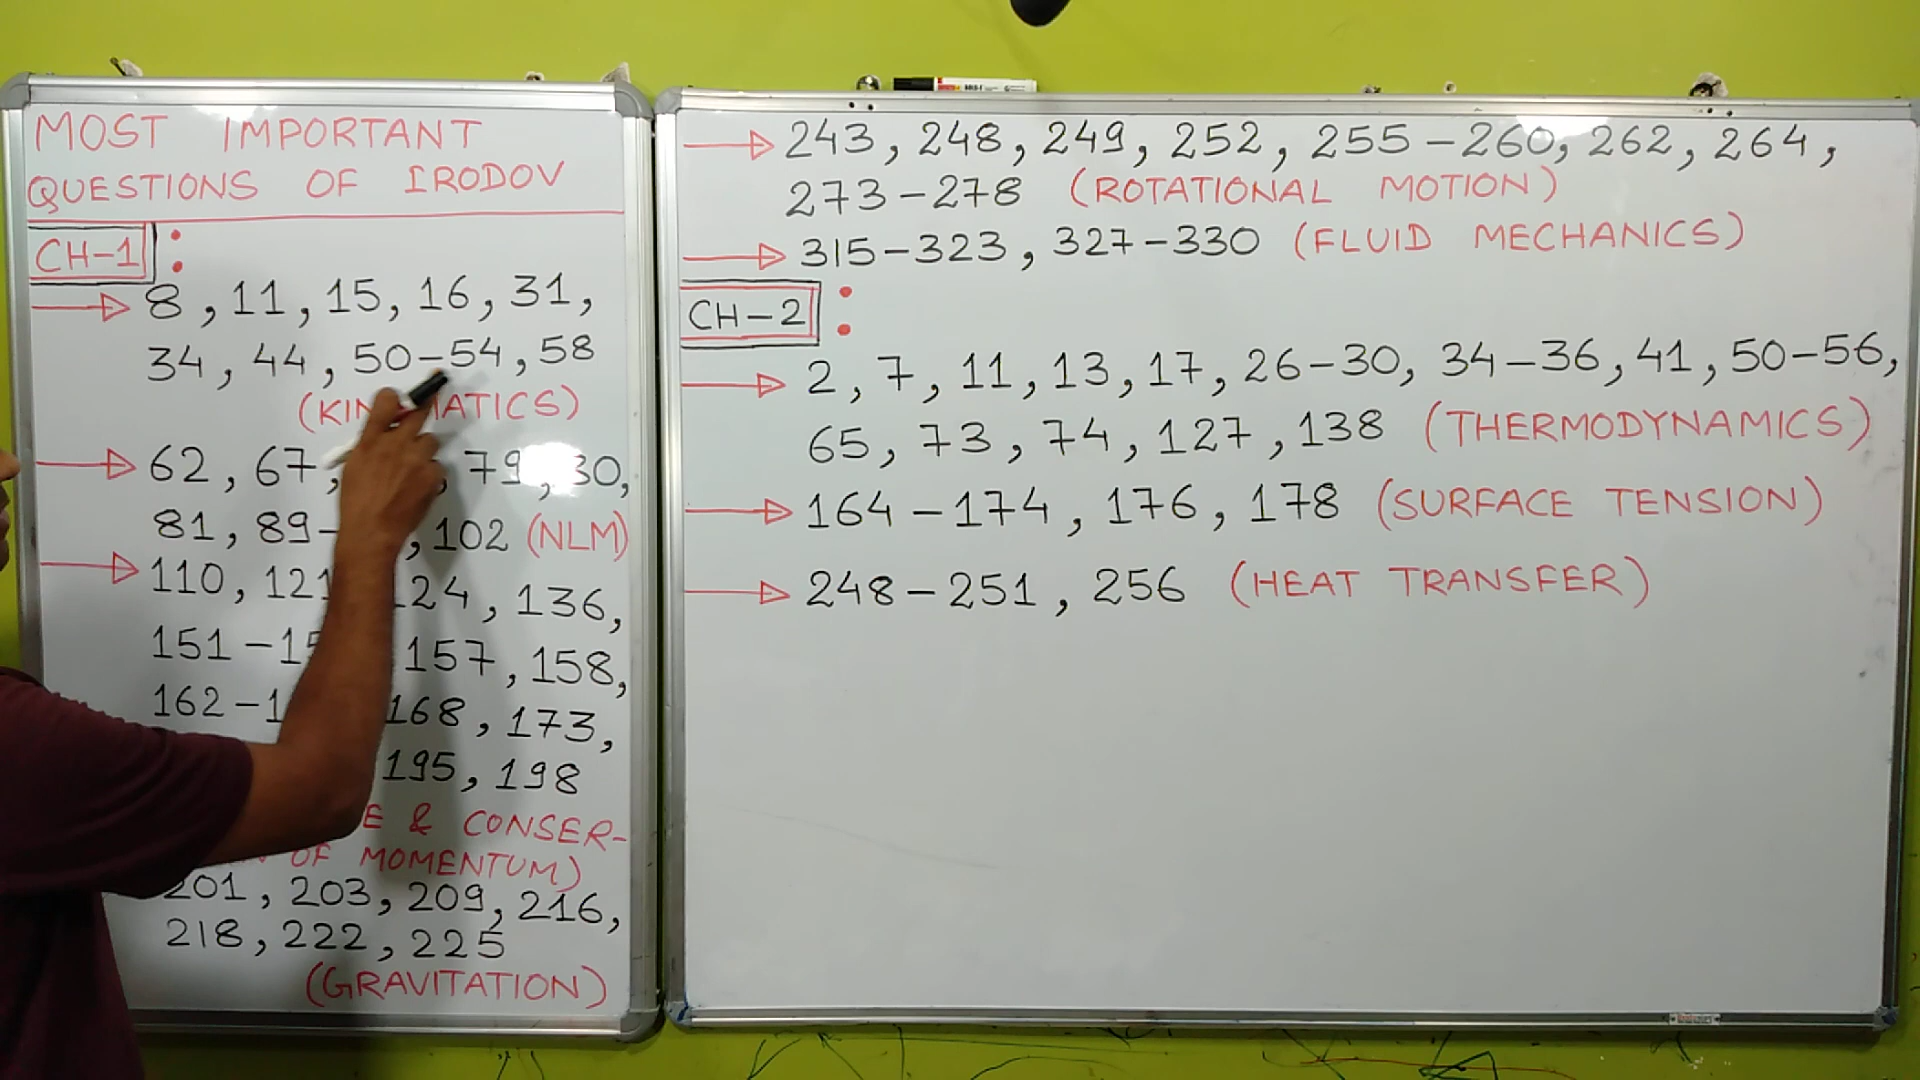 MOST IMPORTANT
QUESTIONS OF IRODOV
CH-1 :
8, 11, 15, 16, 31,
34, 44, 50-54, 58
(KIN MATICS)
62, 67, , 79, 30,
81, 89- , 102 (NLM)
110, 121 124, 136,
151-15 157, 158,
162-1 168, 173,
195, 198
E & CONSER-
OF MOMENTUM)
201, 203, 209, 216,
218, 222, 225
(GRAVITATION)
243, 248, 249, 252, 255-260, 262, 264,
273-278 (ROTATIONAL MOTION)
315-323, 327-330 (FLUID MECHANICS)
CH-2 :
2, 7, 11, 13, 17, 26-30, 34-36, 41, 50-56,
65, 73, 74, 127, 138 (THERMODYNAMICS)
164-174, 176, 178 (SURFACE TENSION)
248-251, 256 (HEAT TRANSFER)